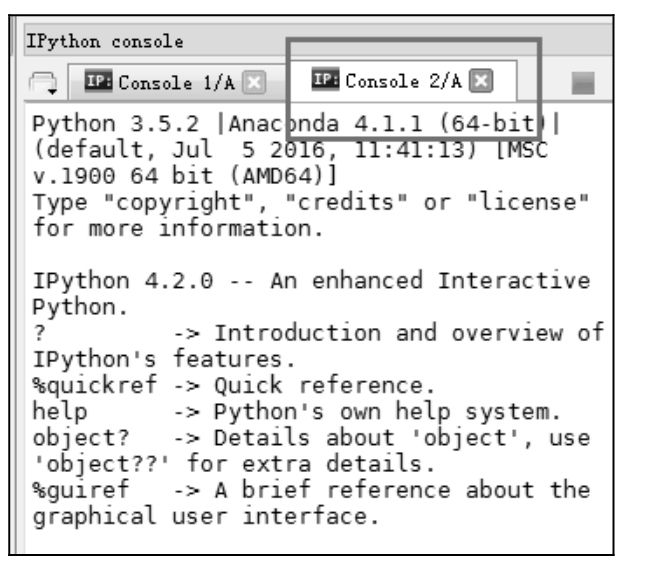 IPython console
IP: Console 1/A
IP: Console 2/A
Python 3.5.2 |Anaconda 4.1.1 (64-bit)|
(default, Jul  5 2016, 11:41:13) [MSC
v.1900 64 bit (AMD64)]
Type "copyright", "credits" or "license"
for more information.
IPython 4.2.0 -- An enhanced Interactive
Python.
?         -> Introduction and overview of
IPython's features.
%quickref -> Quick reference.
help      -> Python's own help system.
object?   -> Details about 'object', use
'object??' for extra details.
%guiref   -> A brief reference about the
graphical user interface.